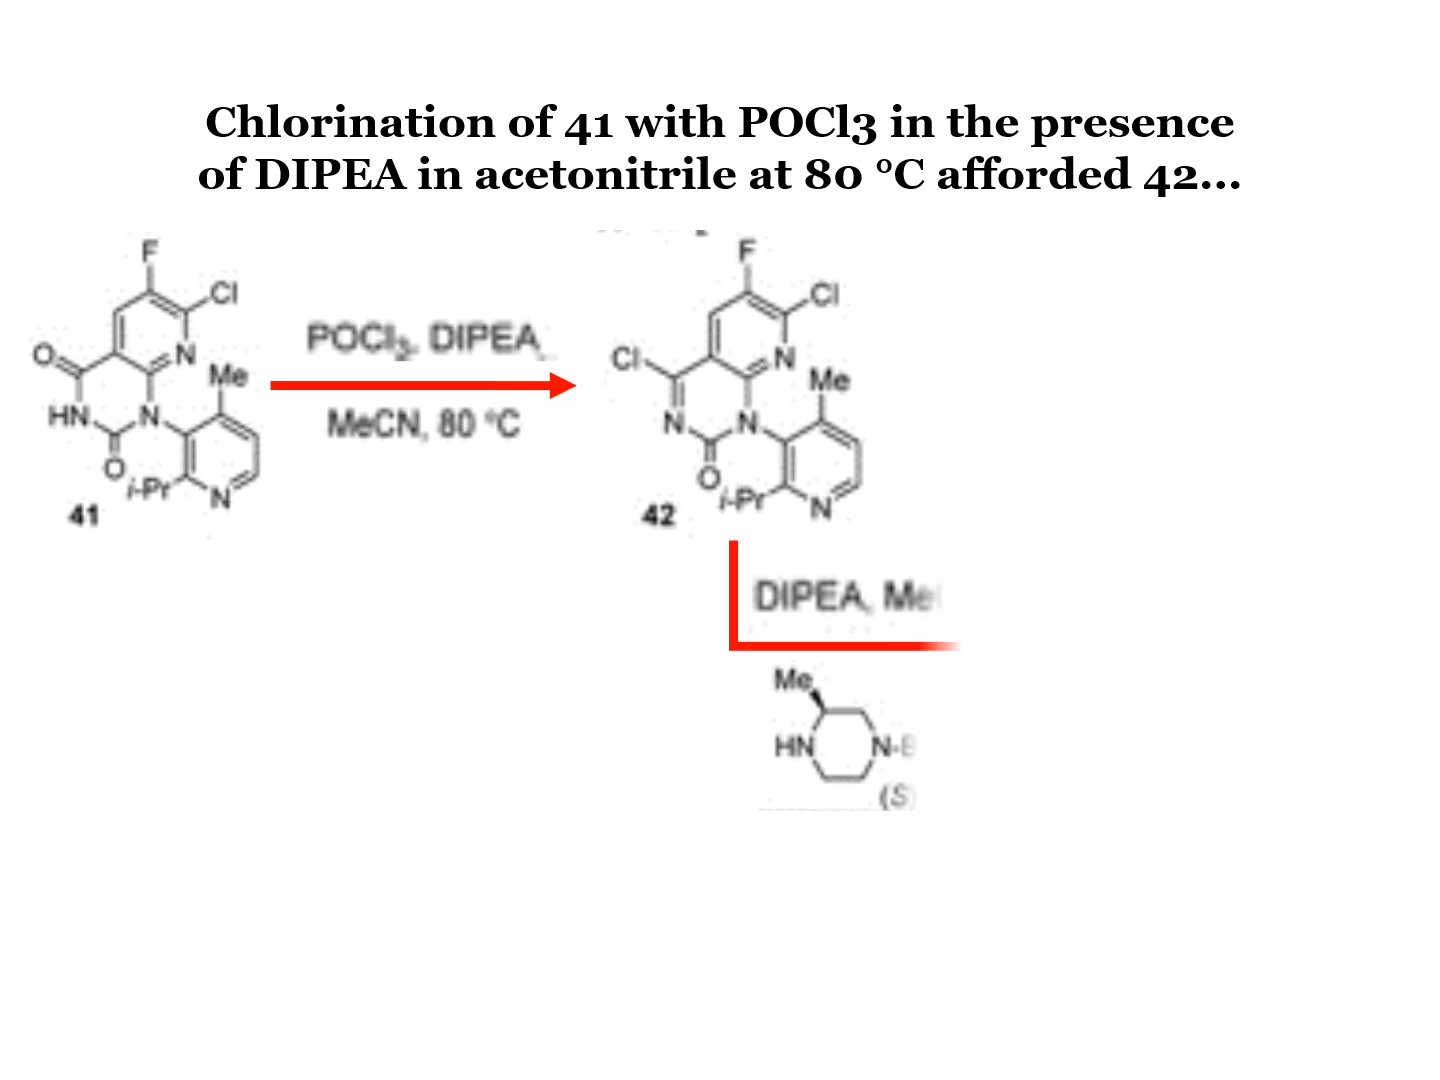 Chlorination of 41 with POCl3 in the presence
of DIPEA in acetonitrile at 80 °C afforded 42...
F
Cl
O
N
Me
HN
N
O
i-Pr
N
41
POCl₃, DIPEA
MeCN, 80 °C
F
Cl
Cl
N
Me
N
N
O
i-Pr
N
42
DIPEA,
Me
HN
N-
(S)